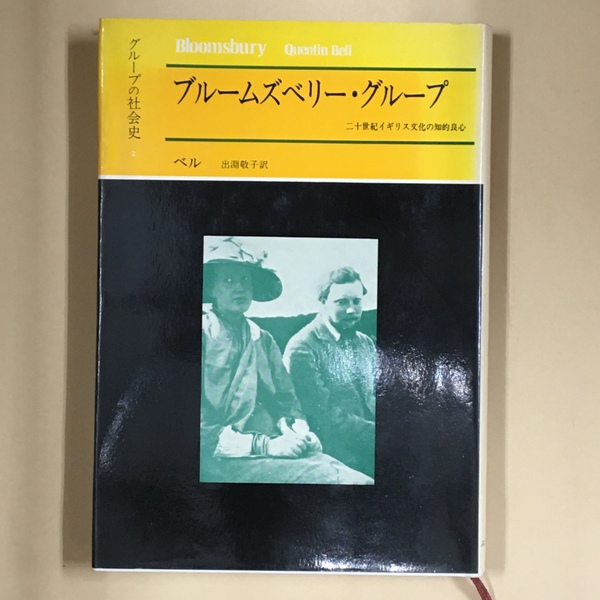 グループの社会史 2
Bloomsbury Quentin Bell
ブルームズベリー・グループ
二十世紀イギリス文化の知的良心
ベル 出淵敬子訳